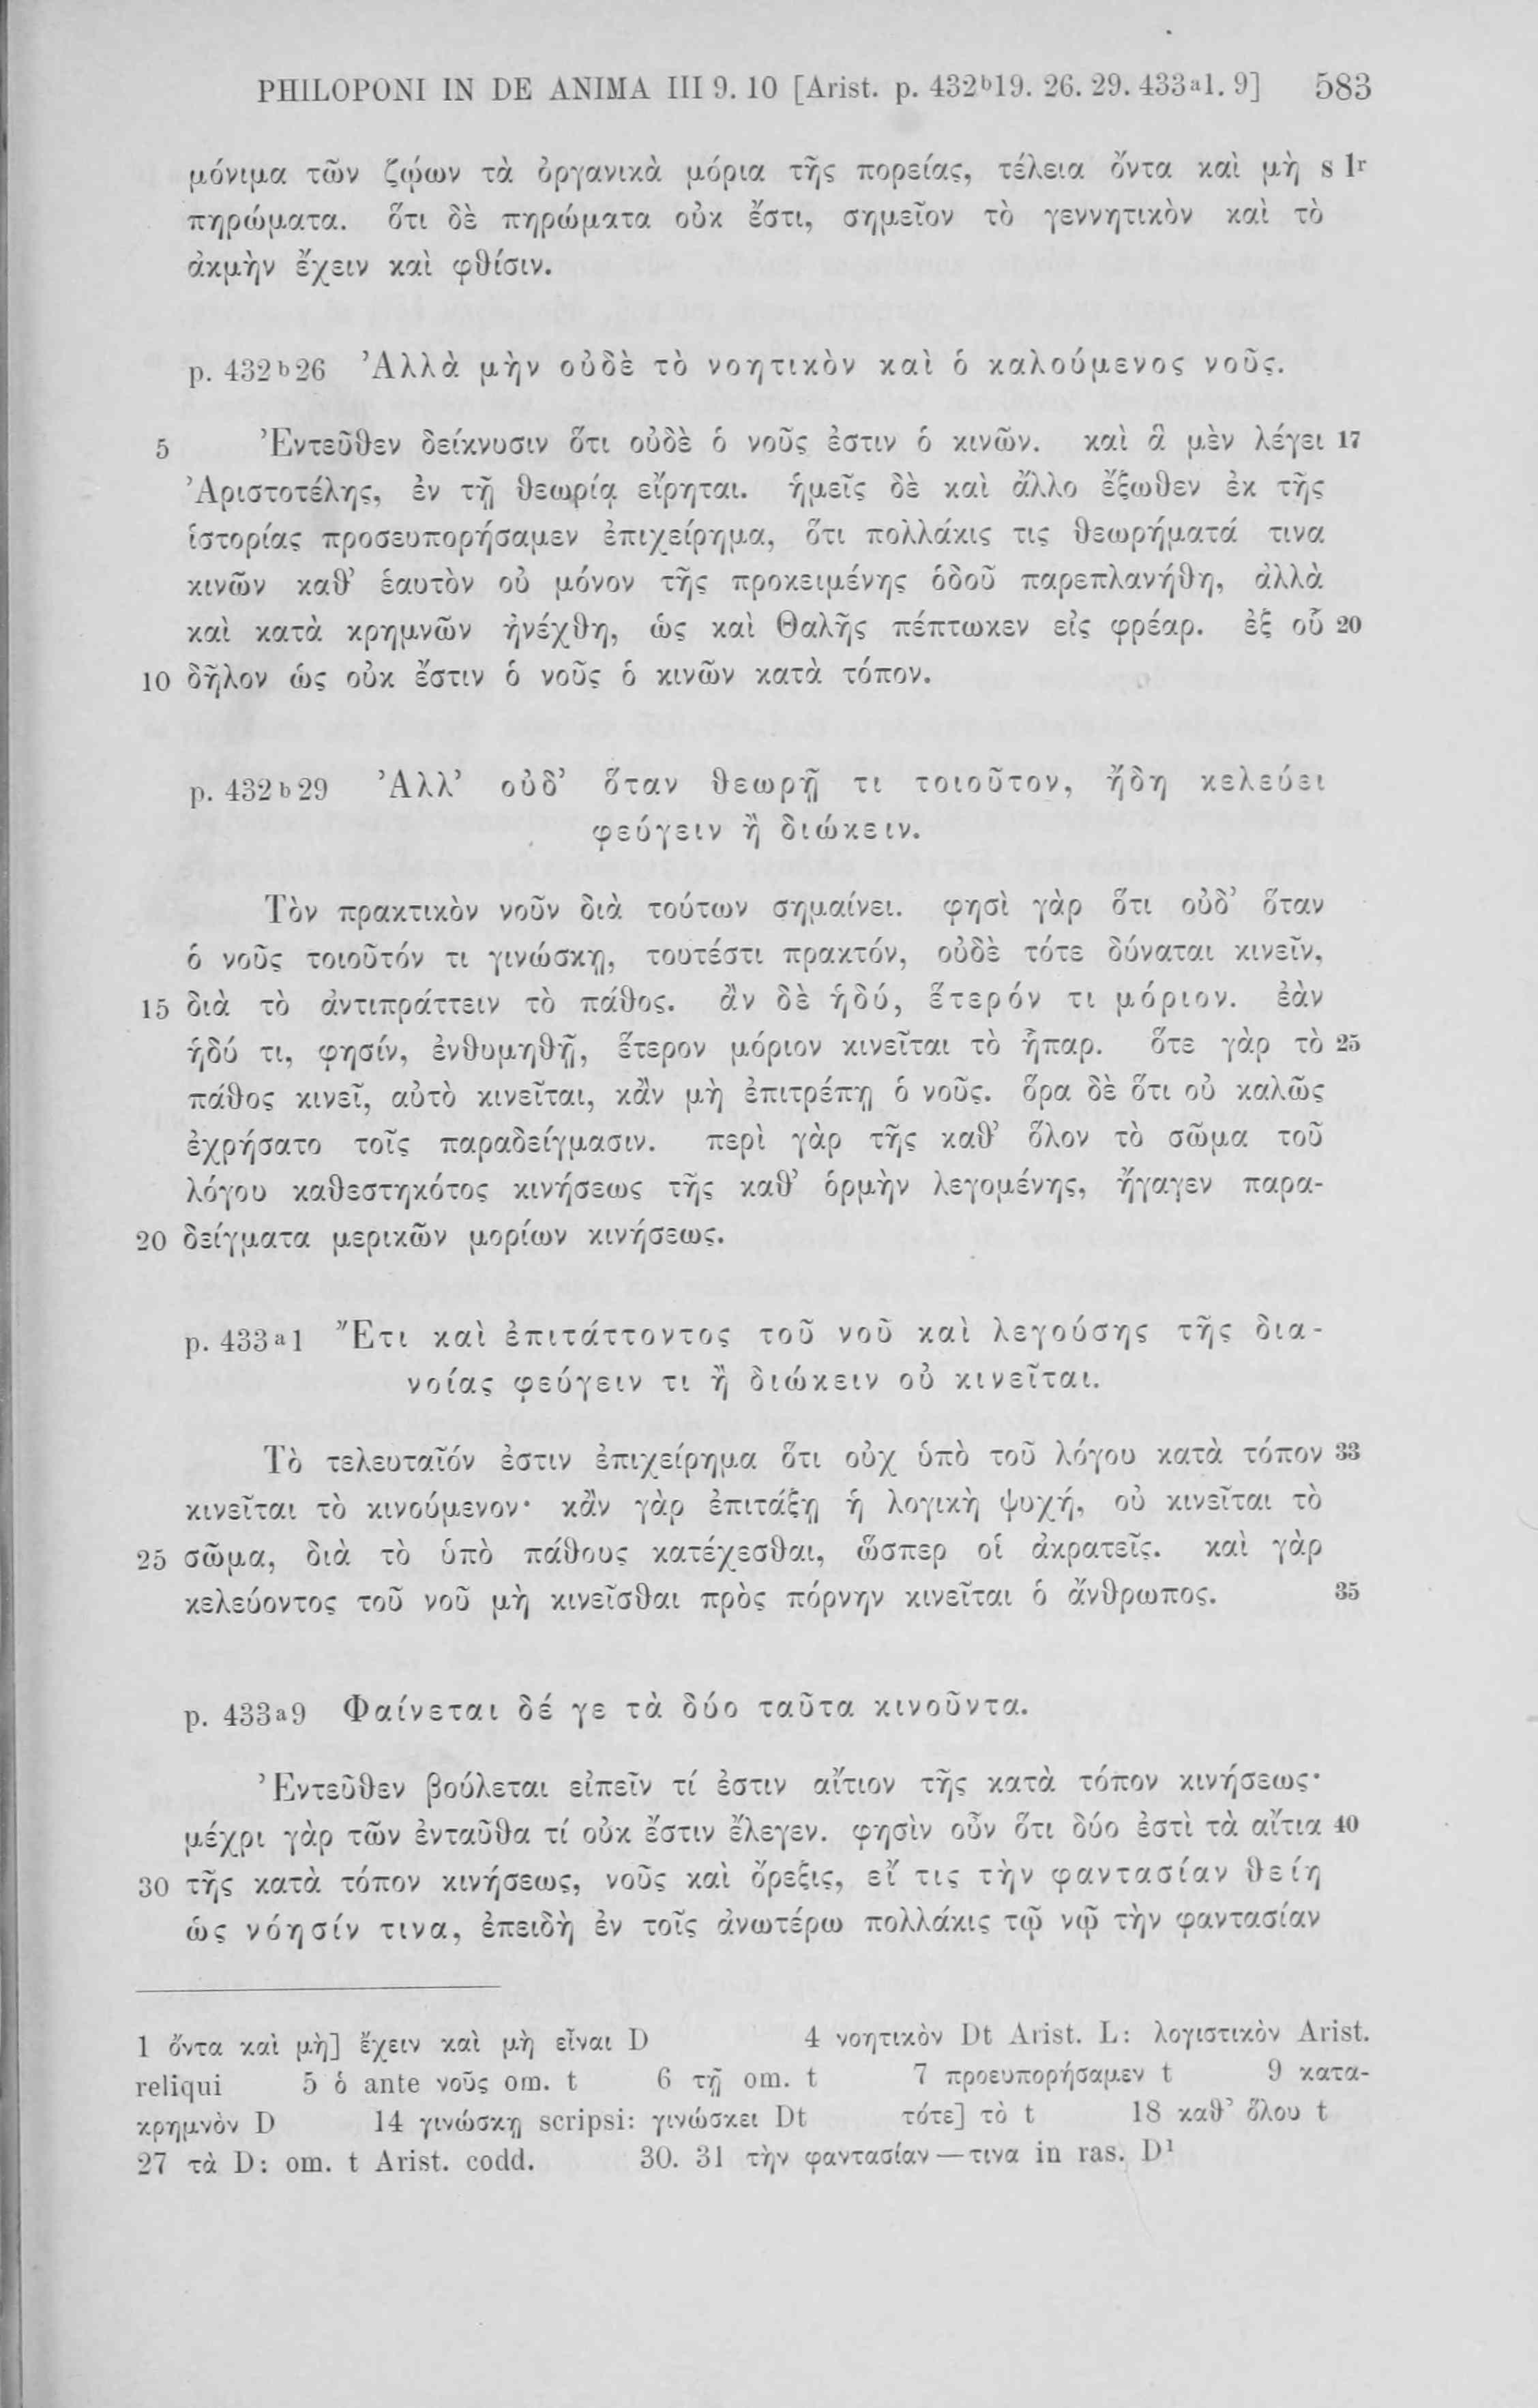 PHILOPONI IN DE ANIMA III 9. 10 [Arist. p. 432ᵇ19. 26. 29. 433ᵃ1. 9] 583
μόνιμα τῶν ζῴων τὰ ὀργανικὰ μόρια τῆς πορείας, τέλεια ὄντα καὶ μὴ s 1ʳ
πηρώματα. ὅτι δὲ πηρώματα οὐκ ἔστι, σημεῖον τὸ γεννητικὸν καὶ τὸ
ἀκμὴν ἔχειν καὶ φθίσιν.
p. 432ᵇ26 Ἀλλὰ μὴν οὐδὲ τὸ νοητικὸν καὶ ὁ καλούμενος νοῦς.
5 Ἐντεῦθεν δείκνυσιν ὅτι οὐδὲ ὁ νοῦς ἐστιν ὁ κινῶν. καὶ ἃ μὲν λέγει 17
Ἀριστοτέλης, ἐν τῇ θεωρίᾳ εἴρηται. ἡμεῖς δὲ καὶ ἄλλο ἔξωθεν ἐκ τῆς
ἱστορίας προσευπορήσαμεν ἐπιχείρημα, ὅτι πολλάκις τις θεωρήματά τινα
κινῶν καθ’ ἑαυτὸν οὐ μόνον τῆς προκειμένης ὁδοῦ παρεπλανήθη, ἀλλὰ
καὶ κατὰ κρημνῶν ἠνέχθη, ὡς καὶ Θαλῆς πέπτωκεν εἰς φρέαρ. ἐξ οὗ 20
10 δῆλον ὡς οὐκ ἔστιν ὁ νοῦς ὁ κινῶν κατὰ τόπον.
p. 432ᵇ29 Ἀλλ’ οὐδ’ ὅταν θεωρῇ τι τοιοῦτον, ἤδη κελεύει
φεύγειν ἢ διώκειν.
Τὸν πρακτικὸν νοῦν διὰ τούτων σημαίνει. φησὶ γὰρ ὅτι οὐδ’ ὅταν
ὁ νοῦς τοιοῦτόν τι γινώσκῃ, τουτέστι πρακτόν, οὐδὲ τότε δύναται κινεῖν,
15 διὰ τὸ ἀντιπράττειν τὸ πάθος. ἂν δὲ ἡδύ, ἕτερόν τι μόριον. ἐὰν
ἡδύ τι, φησίν, ἐνθυμηθῇ, ἕτερον μόριον κινεῖται τὸ ἧπαρ. ὅτε γὰρ τὸ 25
πάθος κινεῖ, αὐτὸ κινεῖται, κἂν μὴ ἐπιτρέπῃ ὁ νοῦς. ὅρα δὲ ὅτι οὐ καλῶς
ἐχρήσατο τοῖς παραδείγμασιν. περὶ γὰρ τῆς καθ’ ὅλον τὸ σῶμα τοῦ
λόγου καθεστηκότος κινήσεως τῆς καθ’ ὁρμὴν λεγομένης, ἤγαγεν παρα-
20 δείγματα μερικῶν μορίων κινήσεως.
p. 433ᵃ1 Ἔτι καὶ ἐπιτάττοντος τοῦ νοῦ καὶ λεγούσης τῆς δια-
νοίας φεύγειν τι ἢ διώκειν οὐ κινεῖται.
Τὸ τελευταῖόν ἐστιν ἐπιχείρημα ὅτι οὐχ ὑπὸ τοῦ λόγου κατὰ τόπον 33
κινεῖται τὸ κινούμενον· κἂν γὰρ ἐπιτάξῃ ἡ λογικὴ ψυχή, οὐ κινεῖται τὸ
25 σῶμα, διὰ τὸ ὑπὸ πάθους κατέχεσθαι, ὥσπερ οἱ ἀκρατεῖς. καὶ γὰρ
κελεύοντος τοῦ νοῦ μὴ κινεῖσθαι πρὸς πόρνην κινεῖται ὁ ἄνθρωπος. 35
p. 433ᵃ9 Φαίνεται δέ γε τὰ δύο ταῦτα κινοῦντα.
Ἐντεῦθεν βούλεται εἰπεῖν τί ἐστιν αἴτιον τῆς κατὰ τόπον κινήσεως·
μέχρι γὰρ τῶν ἐνταῦθα τί οὐκ ἔστιν ἔλεγεν. φησὶν οὖν ὅτι δύο ἐστὶ τὰ αἴτια 40
30 τῆς κατὰ τόπον κινήσεως, νοῦς καὶ ὄρεξις, εἴ τις τὴν φαντασίαν θείη
ὡς νόησίν τινα, ἐπειδὴ ἐν τοῖς ἀνωτέρω πολλάκις τῷ νῷ τὴν φαντασίαν
1 ὄντα καὶ μὴ] ἔχειν καὶ μὴ εἶναι D 4 νοητικὸν Dt Arist. L: λογιστικὸν Arist.
reliqui 5 ὁ ante νοῦς om. t 6 τῇ om. t 7 προευπορήσαμεν t 9 κατα-
κρημνὸν D 14 γινώσκῃ scripsi: γινώσκει Dt τότε] τὸ t 18 καθ’ ὅλου t
27 τὰ D: om. t Arist. codd. 30. 31 τὴν φαντασίαν — τινα in ras. D¹